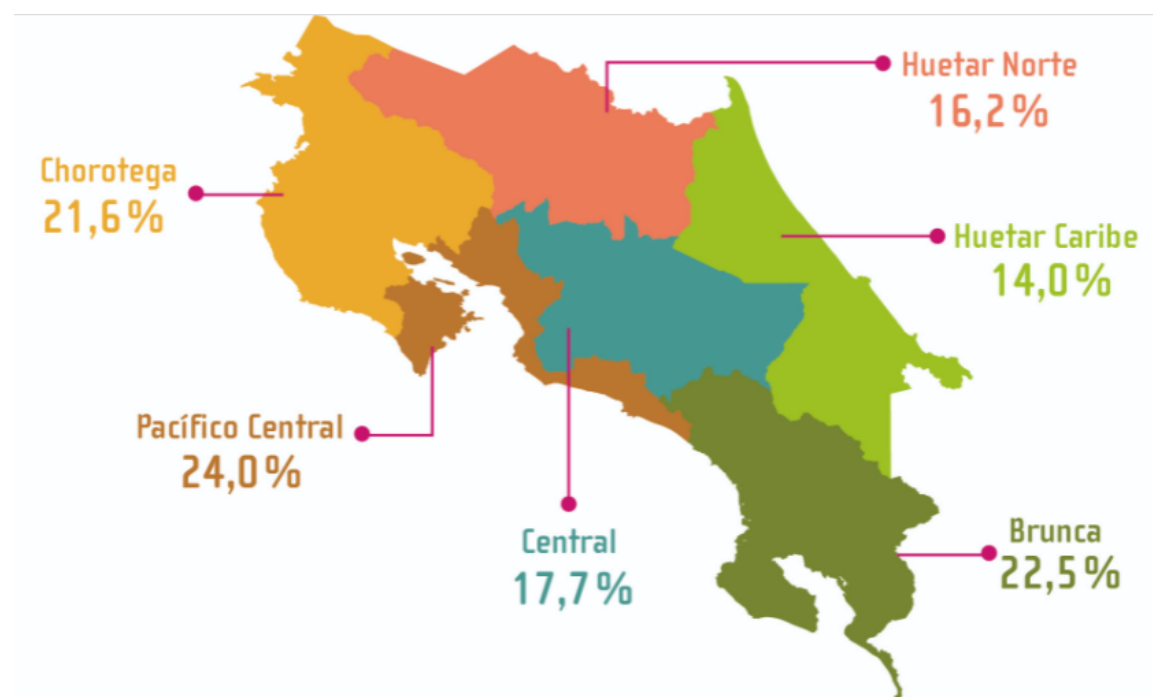 Huetar Norte
16,2%
Chorotega
21,6%
Huetar Caribe
14,0%
Pacífico Central
24,0%
Central
17,7%
Brunca
22,5%